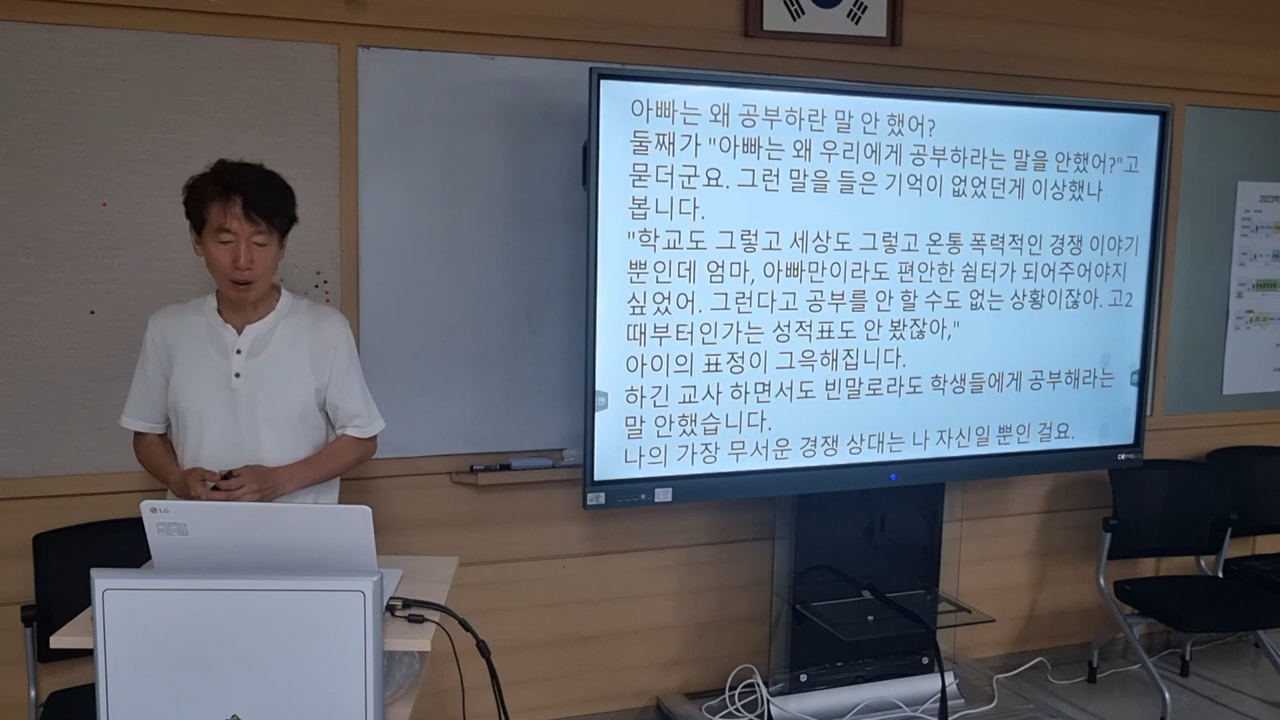 아빠는 왜 공부하란 말 안 했어?
둘째가 "아빠는 왜 우리에게 공부하라는 말을 안했어?"고
묻더군요. 그런 말을 들은 기억이 없었던게 이상했나
봅니다.
"학교도 그렇고 세상도 그렇고 온통 폭력적인 경쟁 이야기
뿐인데 엄마, 아빠만이라도 편안한 쉼터가 되어주어야지
싶었어. 그런다고 공부를 안 할 수도 없는 상황이잖아. 고2
때부터인가는 성적표도 안 봤잖아,"
아이의 표정이 그윽해집니다.
하긴 교사 하면서도 빈말로라도 학생들에게 공부해라는
말 안했습니다.
나의 가장 무서운 경쟁 상대는 나 자신일 뿐인 걸요.
LG